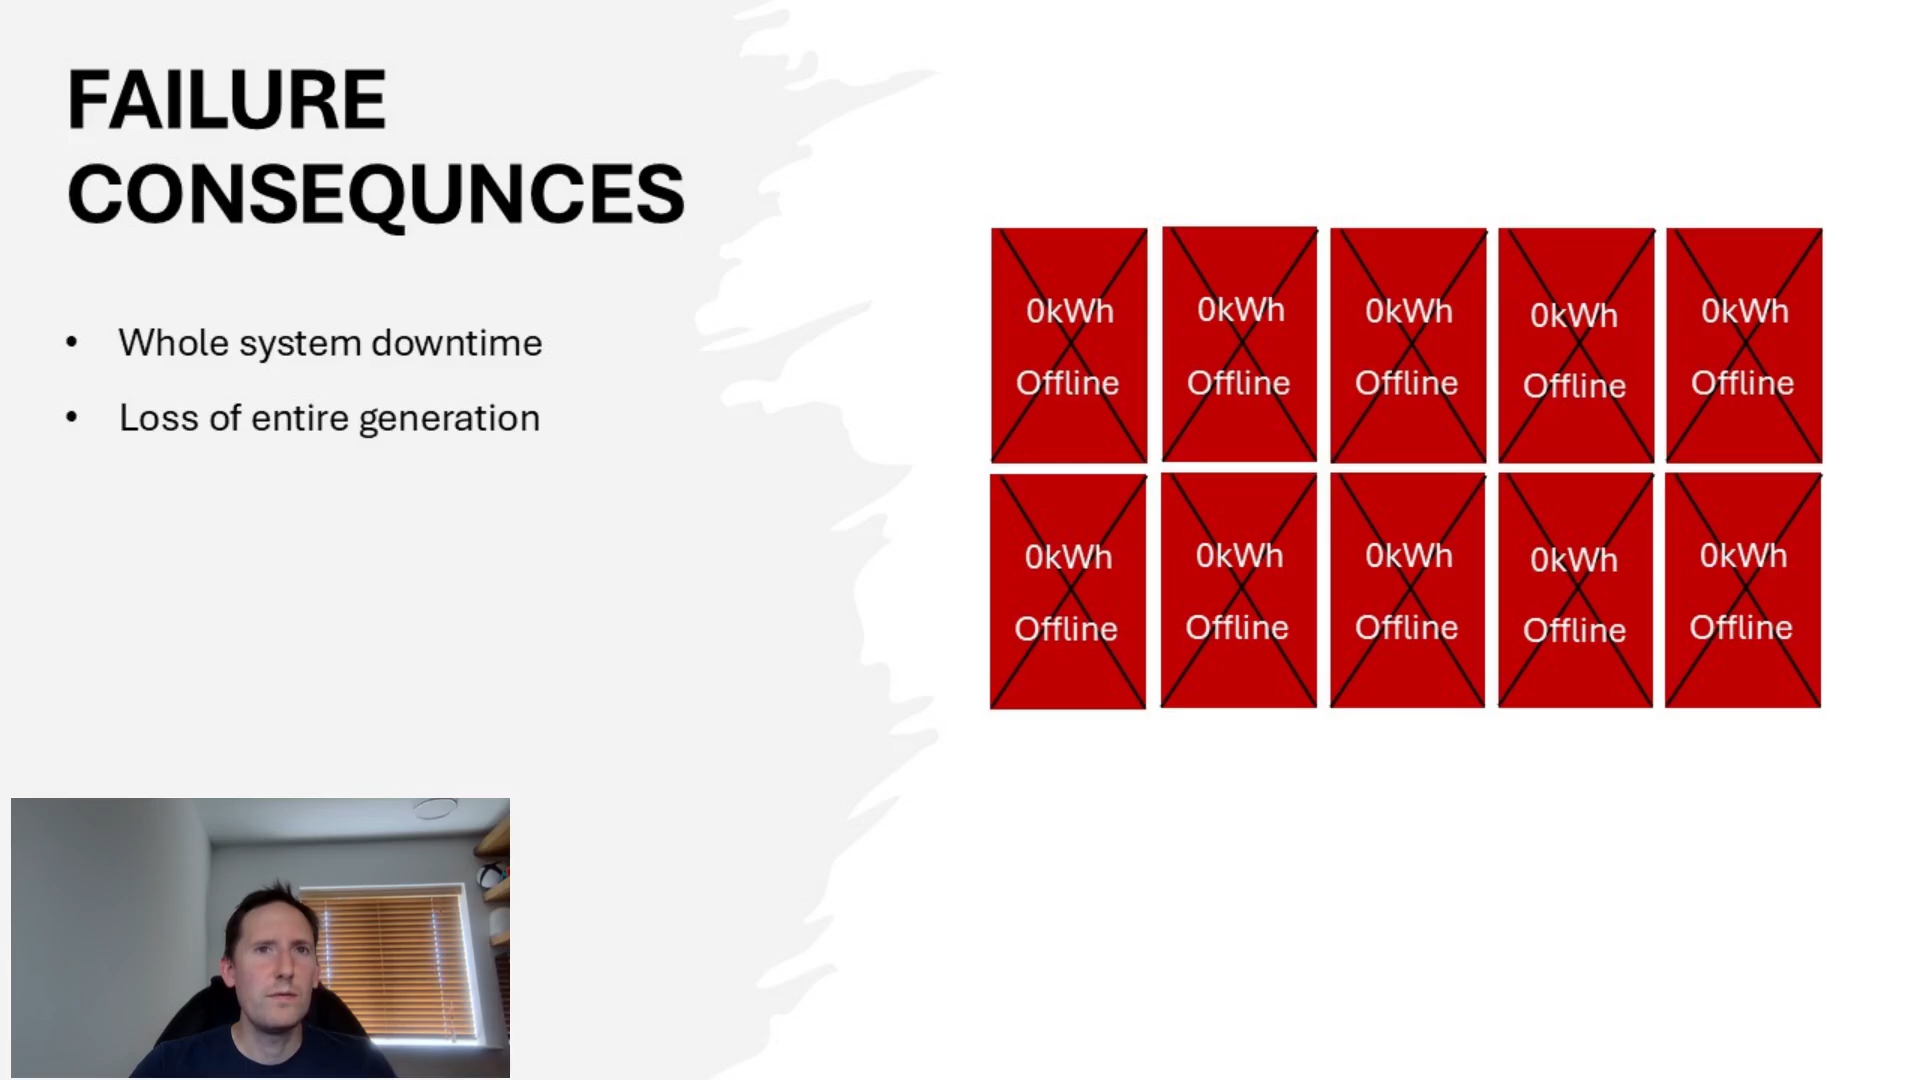 FAILURE
CONSEQUNCES
• Whole system downtime
• Loss of entire generation
0kWh 0kWh 0kWh 0kWh 0kWh
Offline Offline Offline Offline Offline
0kWh 0kWh 0kWh 0kWh 0kWh
Offline Offline Offline Offline Offline